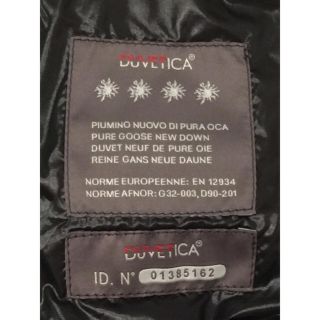 DUVETICA®
PIUMINO NUOVO DI PURA OCA
PURE GOOSE NEW DOWN
DUVET NEUF DE PURE OIE
REINE GANS NEUE DAUNE
NORME EUROPEENNE: EN 12934
NORME AFNOR: G32-003, D90-201
DUVETICA®
ID. N° 01385162